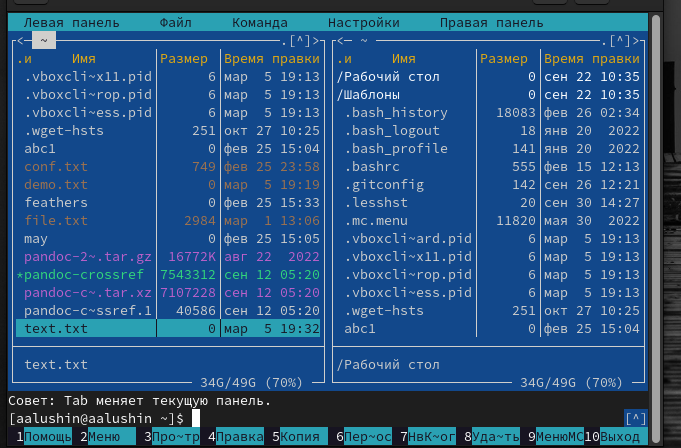 Левая панель Файл Команда Настройки Правая панель
<— ~ .[^]>
.и Имя Размер Время правки
.vboxcli~x11.pid 6 мар 5 19:13
.vboxcli~rop.pid 6 мар 5 19:13
.vboxcli~ess.pid 6 мар 5 19:13
.wget-hsts 251 окт 27 10:25
abc1 0 фев 25 15:04
conf.txt 749 фев 25 23:58
demo.txt 0 мар 5 19:19
feathers 0 фев 25 15:33
file.txt 2984 мар 1 13:06
may 0 фев 25 15:05
pandoc-2~.tar.gz 16772K авг 22 2022
*pandoc-crossref 7543312 сен 12 05:20
pandoc-c~.tar.xz 7107228 сен 12 05:20
pandoc-c~ssref.1 40586 сен 12 05:20
text.txt 0 мар 5 19:32
text.txt
34G/49G (70%)
<— ~ .[^]>
.и Имя Размер Время правки
/Рабочий стол 0 сен 22 10:35
/Шаблоны 0 сен 22 10:35
.bash_history 18083 фев 26 02:34
.bash_logout 18 янв 20 2022
.bash_profile 141 янв 20 2022
.bashrc 555 фев 15 12:13
.gitconfig 142 сен 26 12:21
.lesshst 20 сен 30 14:27
.mc.menu 11820 мая 30 2022
.vboxcli~ard.pid 6 мар 5 19:13
.vboxcli~x11.pid 6 мар 5 19:13
.vboxcli~rop.pid 6 мар 5 19:13
.vboxcli~ess.pid 6 мар 5 19:13
.wget-hsts 251 окт 27 10:25
abc1 0 фев 25 15:04
/Рабочий стол
34G/49G (70%)
Совет: Tab меняет текущую панель.
[aalushin@aalushin ~]$ [^]
1Помощь 2Меню 3Про~тр 4Правка 5Копия 6Пер~ос 7НвК~ог 8Уда~ть 9МенюMC 10Выход